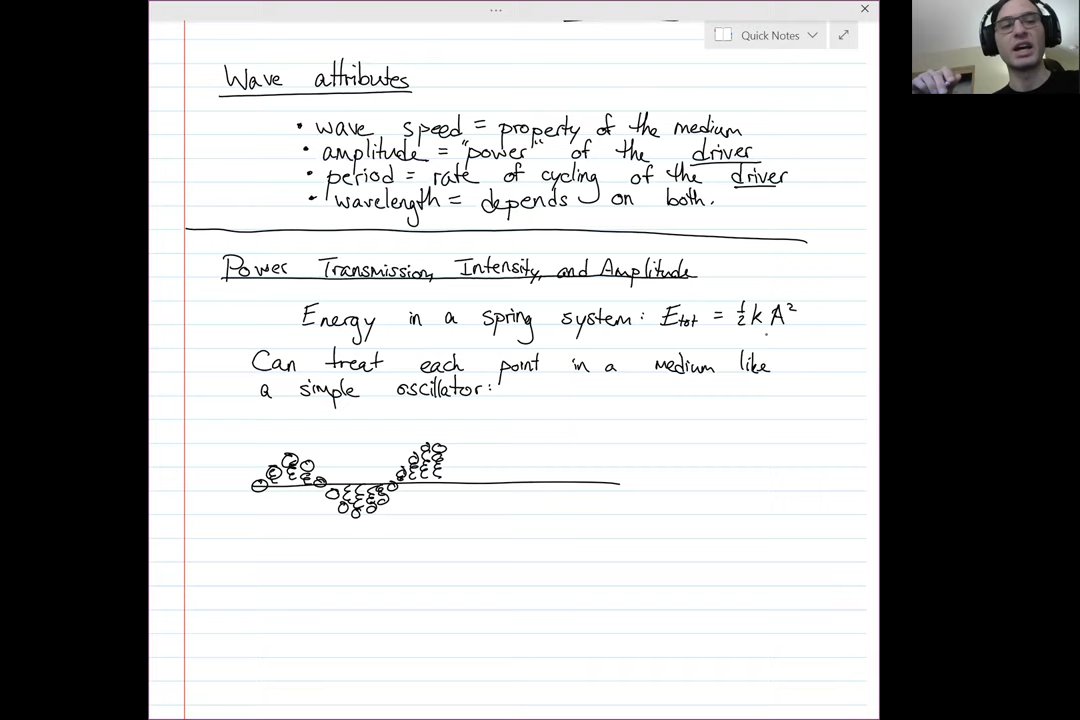 Quick Notes
Wave attributes
• wave speed = property of the medium
• amplitude = "power" of the driver
• period = rate of cycling of the driver
• wavelength = depends on both.
Power Transmission, Intensity, and Amplitude
Energy in a spring system: Etot = ½ k A²
Can treat each point in a medium like
a simple oscillator: